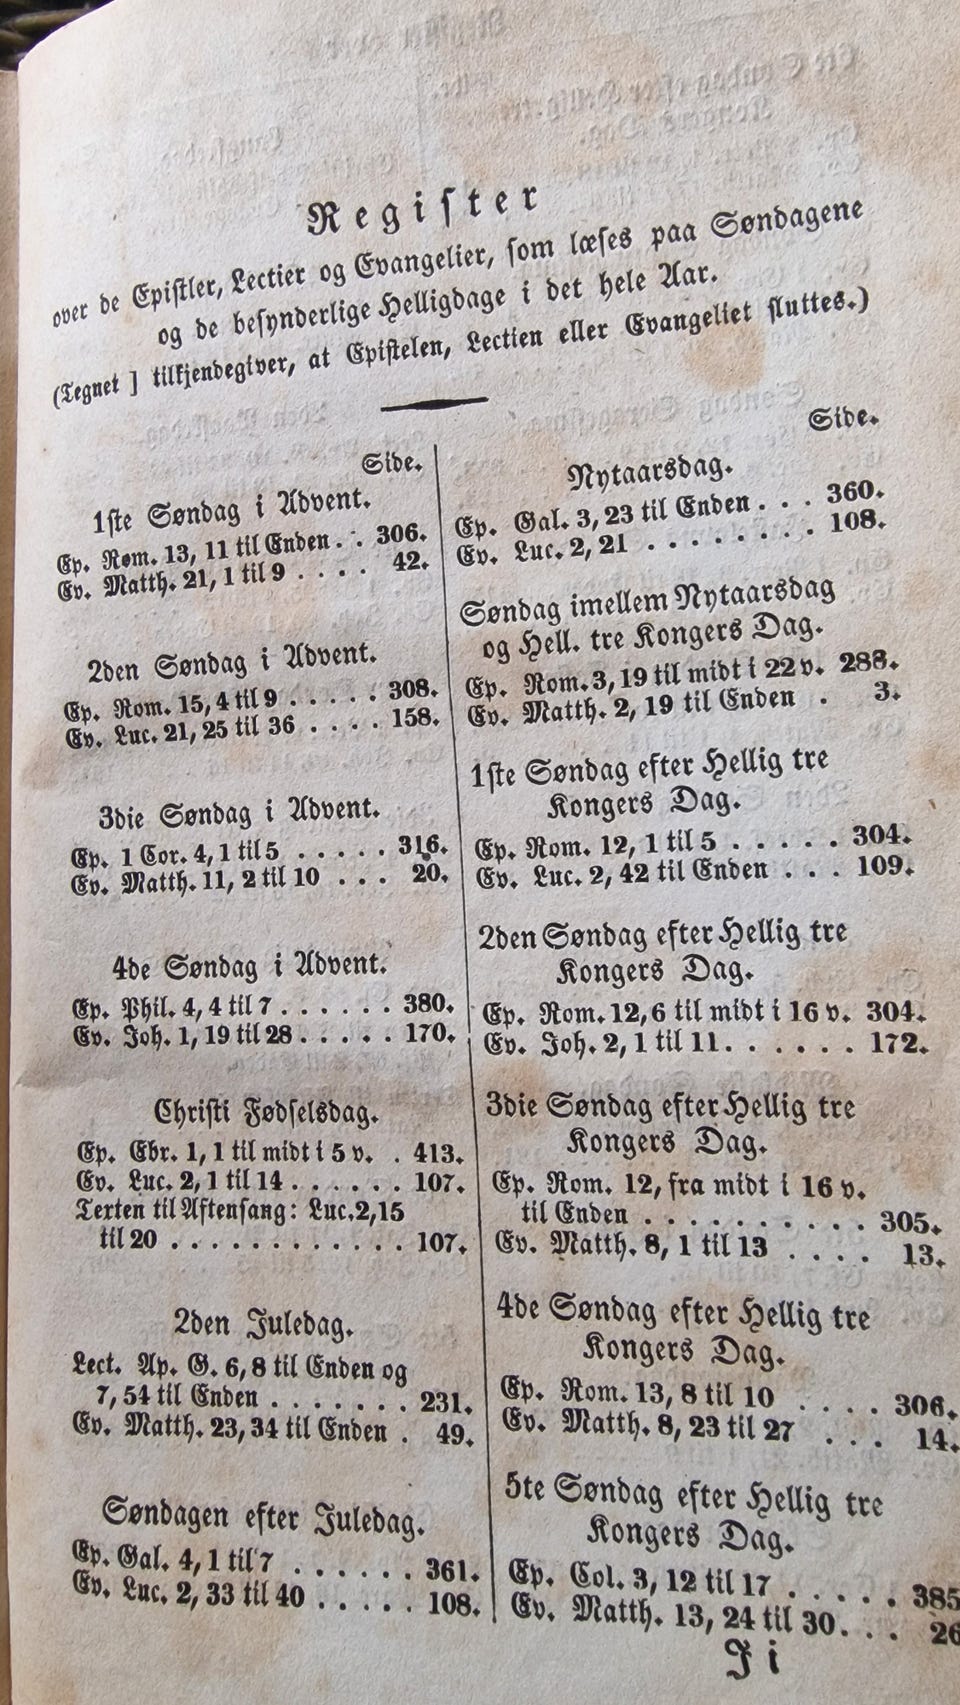 Register
over de Epistler, Lectier og Evangelier, som læses paa Søndagene
og de besynderlige Helligdage i det hele Aar.
(Tegnet ] tilkjendegiver, at Epistelen, Lectien eller Evangeliet sluttes.)
Side.
1ste Søndag i Advent.
Ep. Rom. 13, 11 til Enden . . 306.
Ev. Matth. 21, 1 til 9 . . . . 42.
2den Søndag i Advent.
Ep. Rom. 15, 4 til 9 . . . . . 308.
Ev. Luc. 21, 25 til 36 . . . . 158.
3die Søndag i Advent.
Ep. 1 Cor. 4, 1 til 5 . . . . . 316.
Ev. Matth. 11, 2 til 10 . . . 20.
4de Søndag i Advent.
Ep. Phil. 4, 4 til 7 . . . . . . 380.
Ev. Joh. 1, 19 til 28 . . . . . 170.
Christi Fødselsdag.
Ep. Ebr. 1, 1 til midt i 5 v. . 413.
Ev. Luc. 2, 1 til 14 . . . . . . 107.
Texten til Aftensang: Luc. 2, 15
til 20 . . . . . . . . . . . . 107.
2den Juledag.
Lect. Ap. G. 6, 8 til Enden og
7, 54 til Enden . . . . . . . 231.
Ev. Matth. 23, 34 til Enden . 49.
Søndagen efter Juledag.
Ep. Gal. 4, 1 til 7 . . . . . . 361.
Ev. Luc. 2, 33 til 40 . . . . . 108.
Side.
Nytaarsdag.
Ep. Gal. 3, 23 til Enden . . . 360.
Ev. Luc. 2, 21 . . . . . . . . 108.
Søndag imellem Nytaarsdag
og Hell. tre Kongers Dag.
Ep. Rom. 3, 19 til midt i 22 v. 288.
Ev. Matth. 2, 19 til Enden . 3.
1ste Søndag efter Hellig tre
Kongers Dag.
Ep. Rom. 12, 1 til 5 . . . . . 304.
Ev. Luc. 2, 42 til Enden . . . 109.
2den Søndag efter Hellig tre
Kongers Dag.
Ep. Rom. 12, 6 til midt i 16 v. 304.
Ev. Joh. 2, 1 til 11 . . . . . . 172.
3die Søndag efter Hellig tre
Kongers Dag.
Ep. Rom. 12, fra midt i 16 v.
til Enden . . . . . . . . . . 305.
Ev. Matth. 8, 1 til 13 . . . . 13.
4de Søndag efter Hellig tre
Kongers Dag.
Ep. Rom. 13, 8 til 10 . . . . 306.
Ev. Matth. 8, 23 til 27 . . . 14.
5te Søndag efter Hellig tre
Kongers Dag.
Ep. Col. 3, 12 til 17 . . . . . 385
Ev. Matth. 13, 24 til 30 . . . 26
Ji